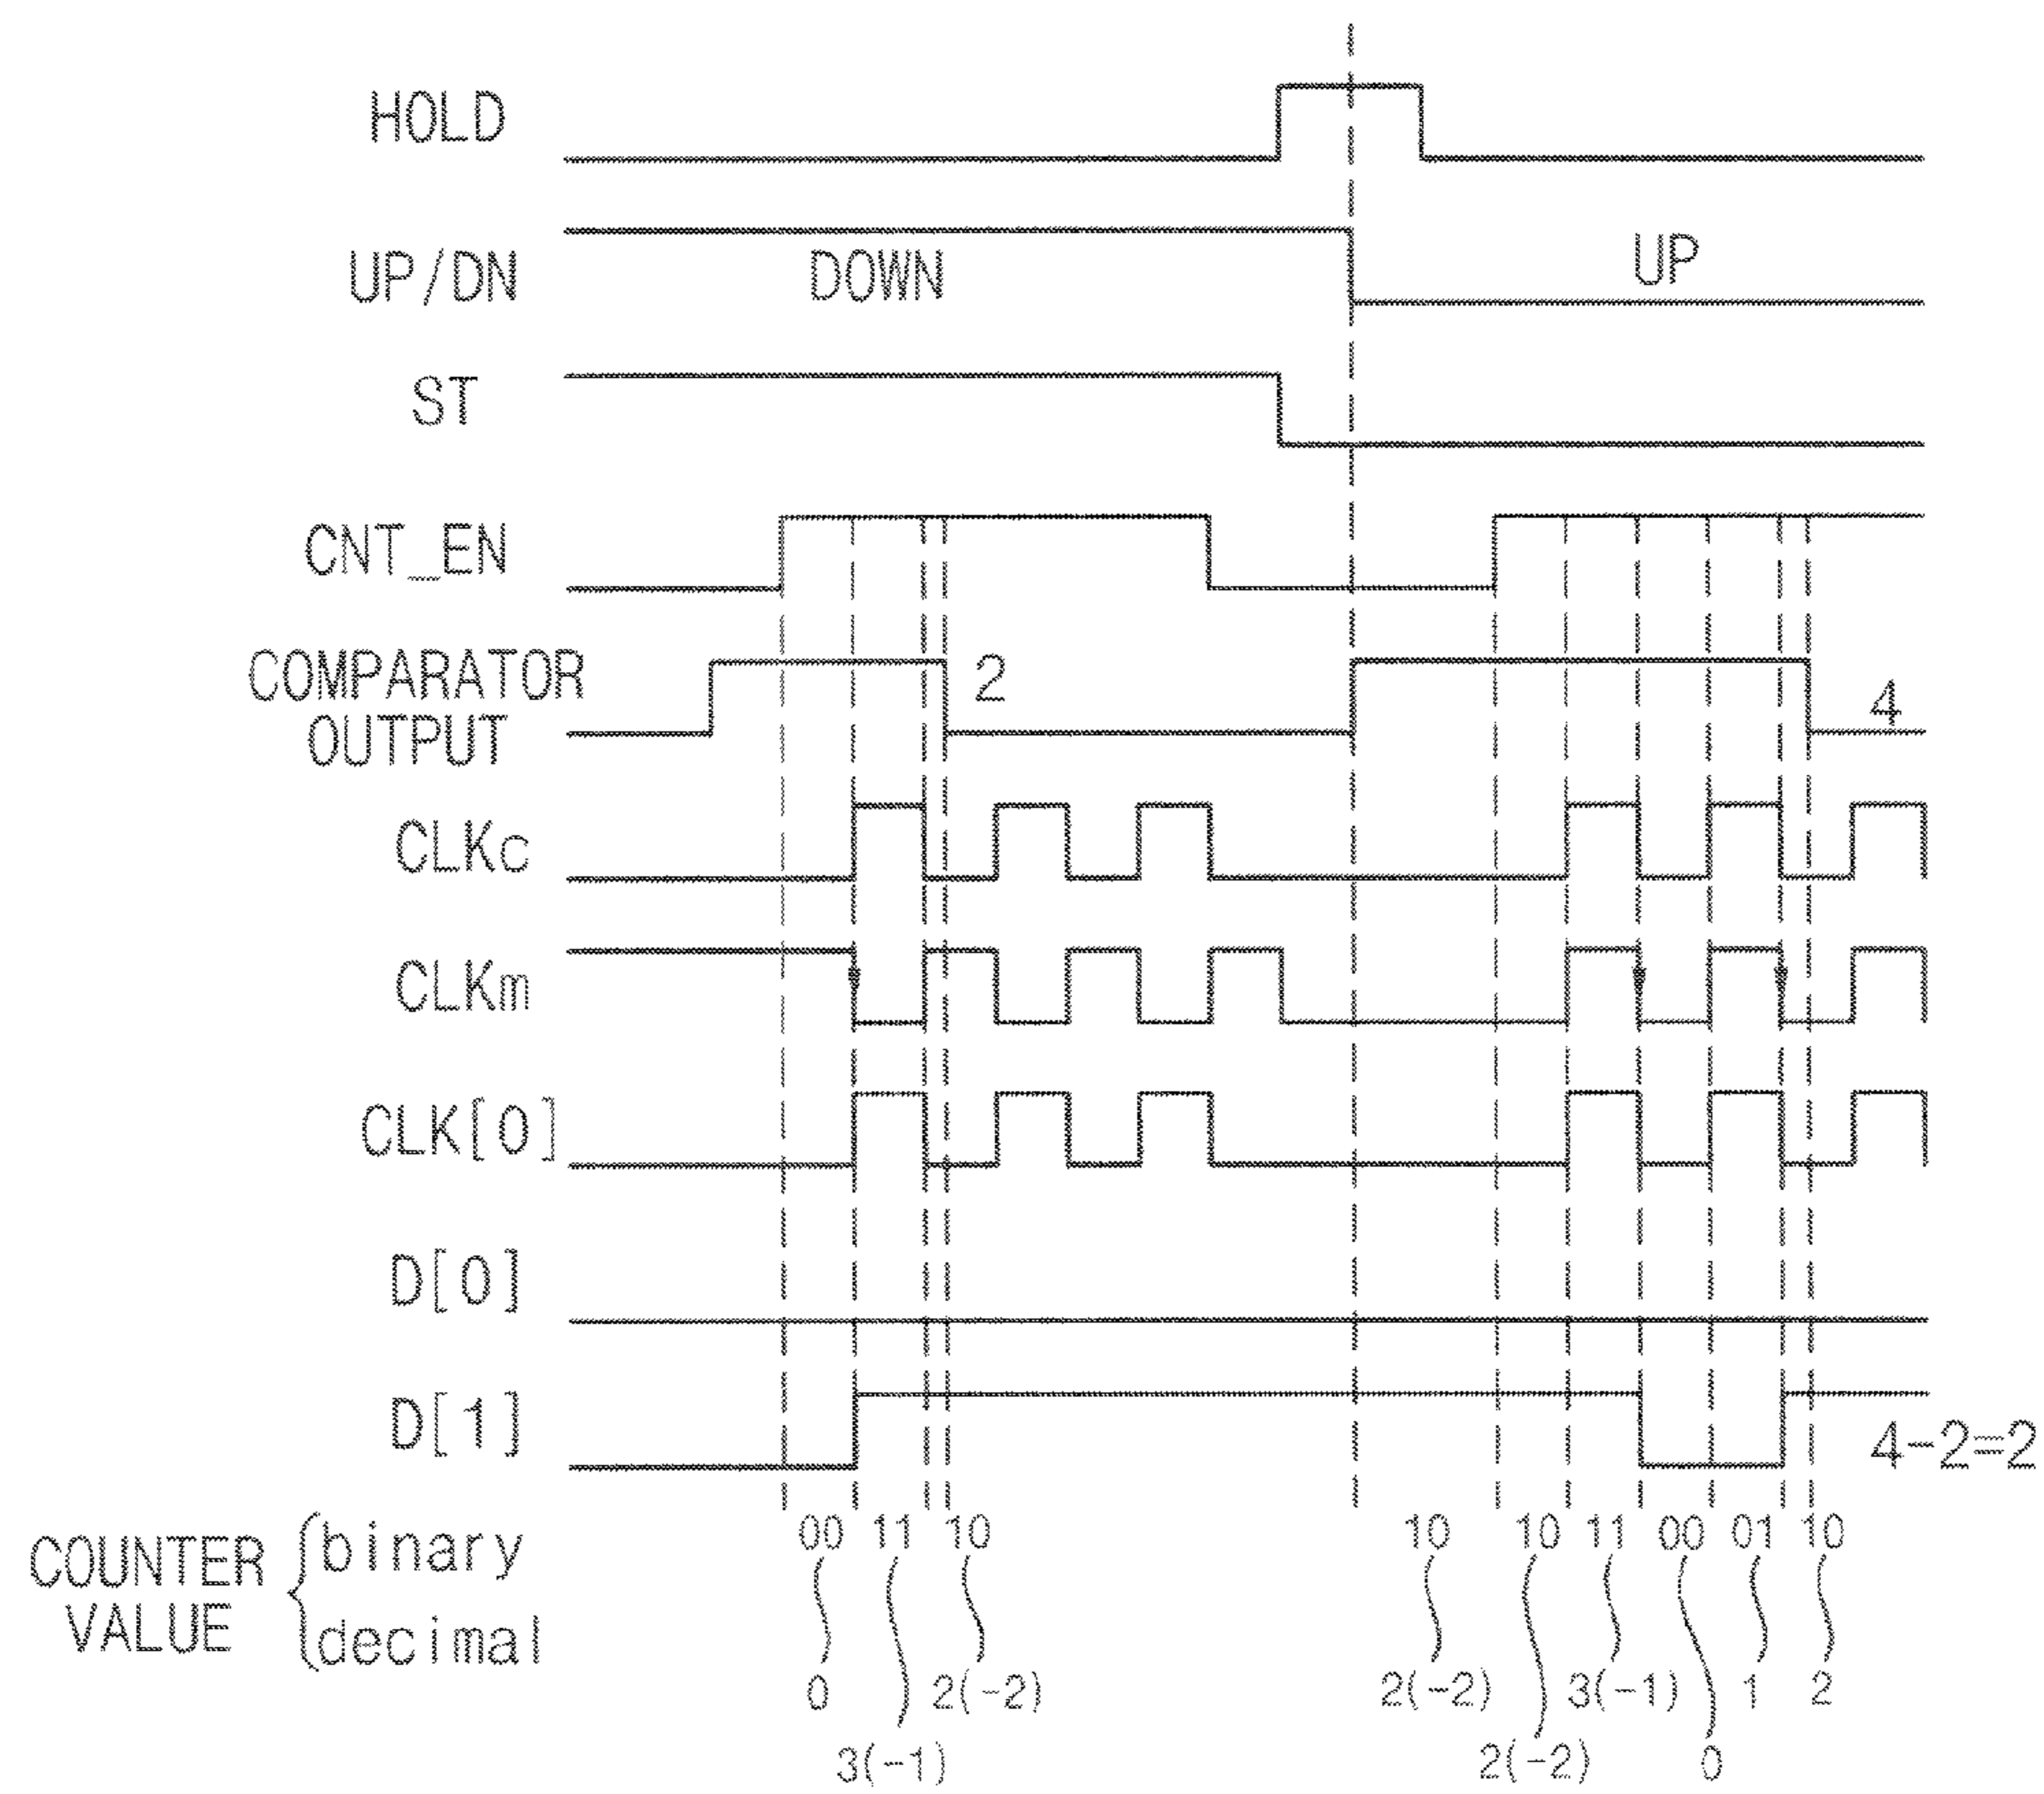 HOLD
UP/DN
DOWN
UP
ST
CNT_EN
COMPARATOR
OUTPUT
2
4
CLKc
CLKm
CLK[0]
D[0]
D[1]
4-2=2
COUNTER
VALUE
binary
00 11 10 10 10 11 00 01 10
decimal
0 2(-2) 2(-2) 3(-1) 1 2
3(-1) 2(-2) 0